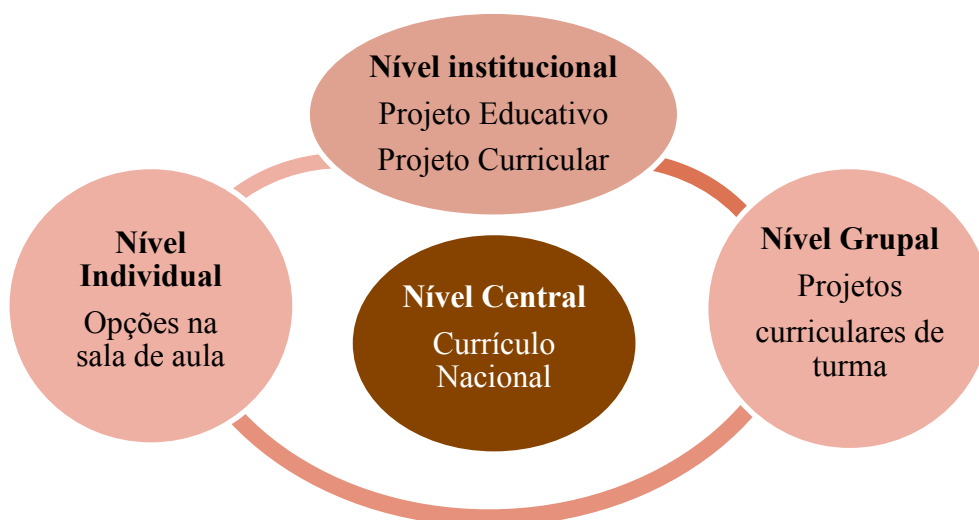 Nível institucional
Projeto Educativo
Projeto Curricular
Nível
Individual
Opções na
sala de aula
Nível Central
Currículo
Nacional
Nível Grupal
Projetos
curriculares de
turma